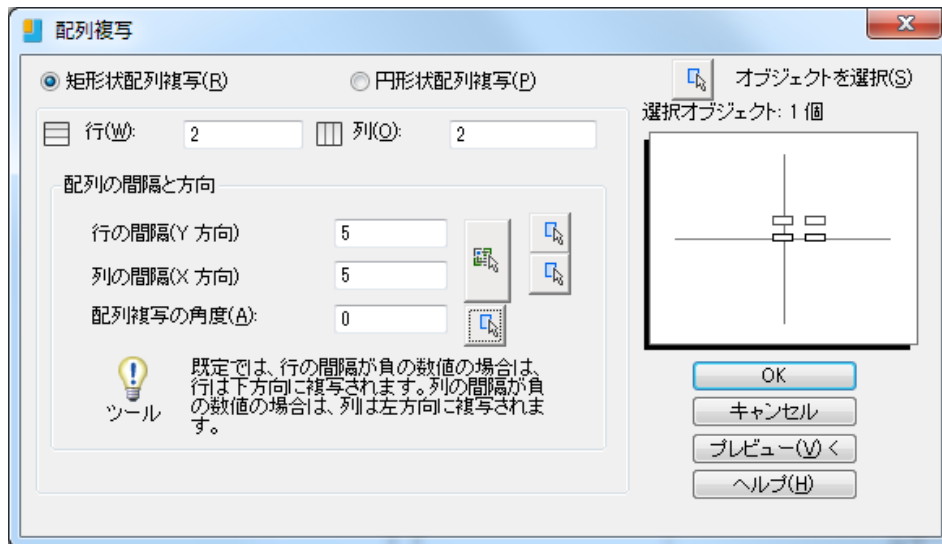 配列複写
矩形状配列複写(R)
円形状配列複写(P)
オブジェクトを選択(S)
選択オブジェクト: 1 個
行(W):
2
列(O):
2
配列の間隔と方向
行の間隔(Y 方向)
5
列の間隔(X 方向)
5
配列複写の角度(A):
0
ツール
既定では、行の間隔が負の数値の場合は、
行は下方向に複写されます。列の間隔が負
の数値の場合は、列は左方向に複写されま
す。
OK
キャンセル
プレビュー(V) <
ヘルプ(H)